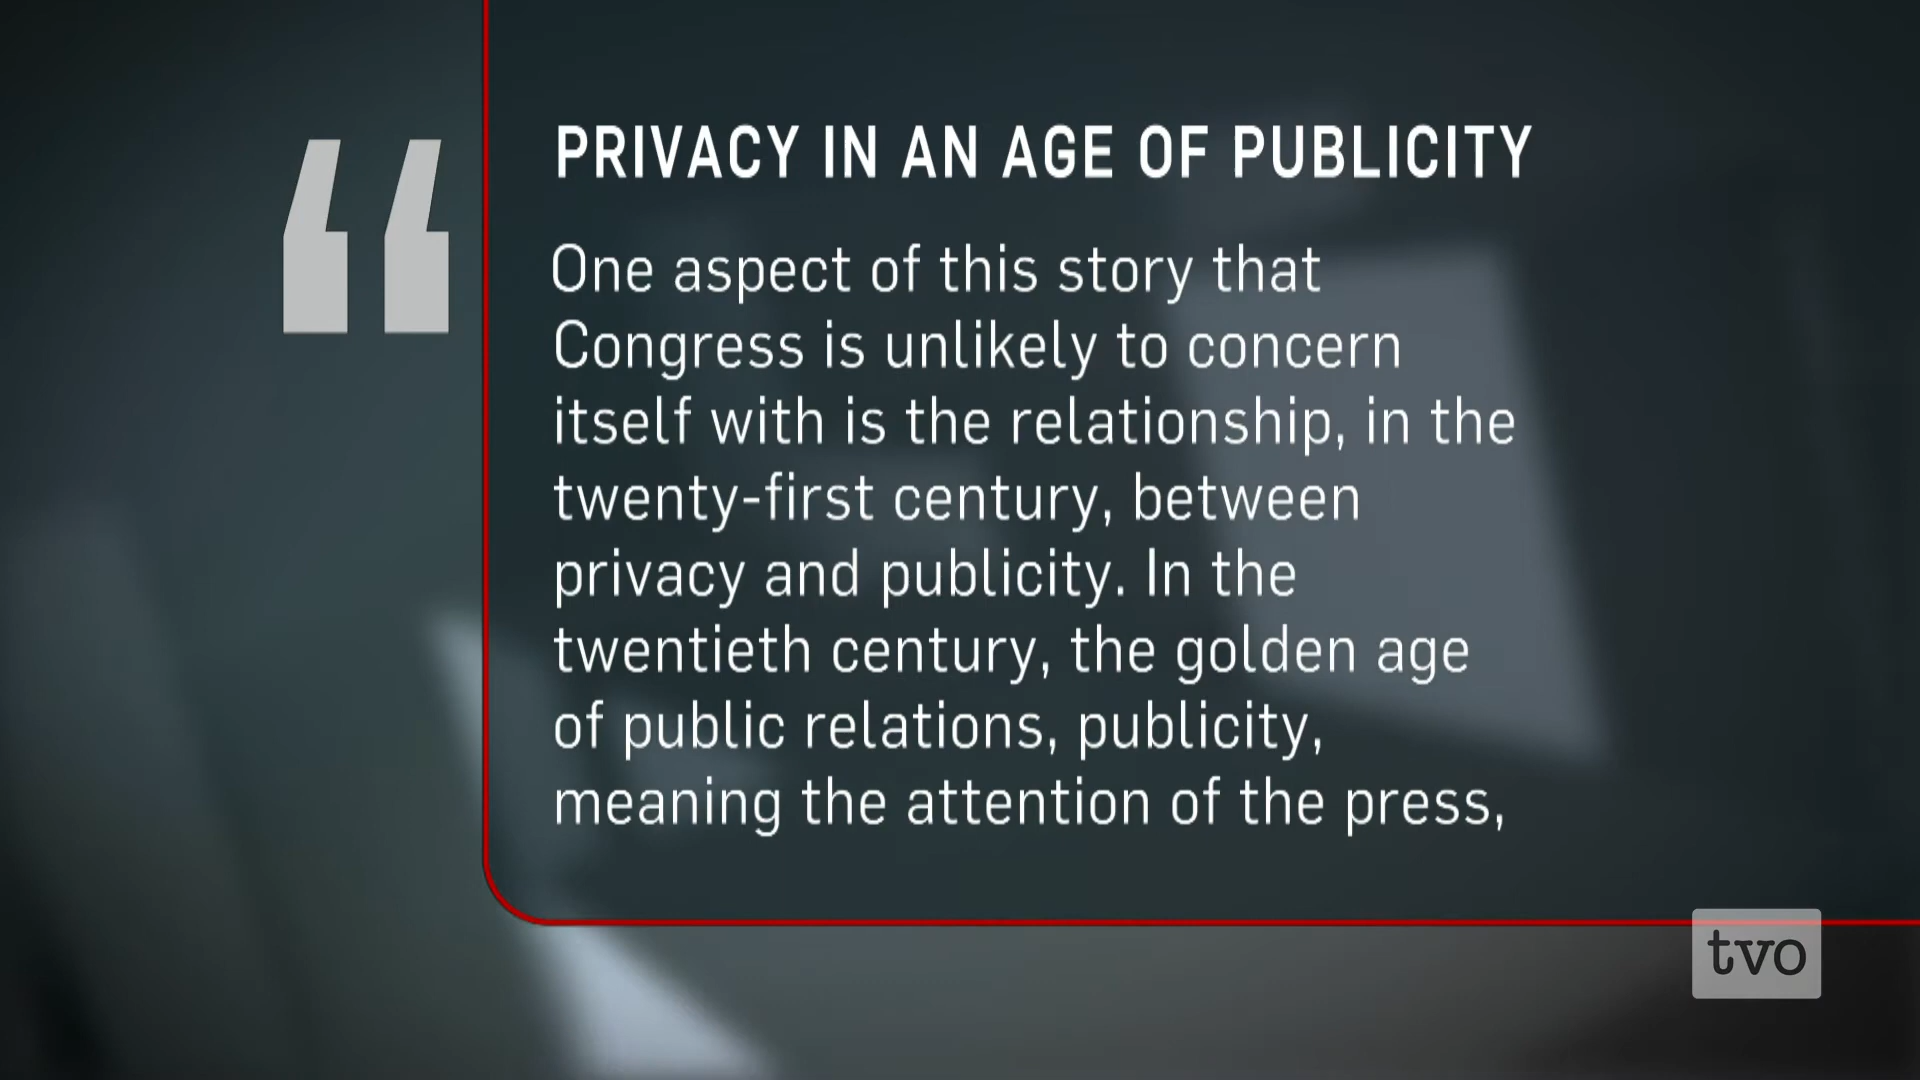 PRIVACY IN AN AGE OF PUBLICITY
One aspect of this story that
Congress is unlikely to concern
itself with is the relationship, in the
twenty-first century, between
privacy and publicity. In the
twentieth century, the golden age
of public relations, publicity,
meaning the attention of the press,
tvo